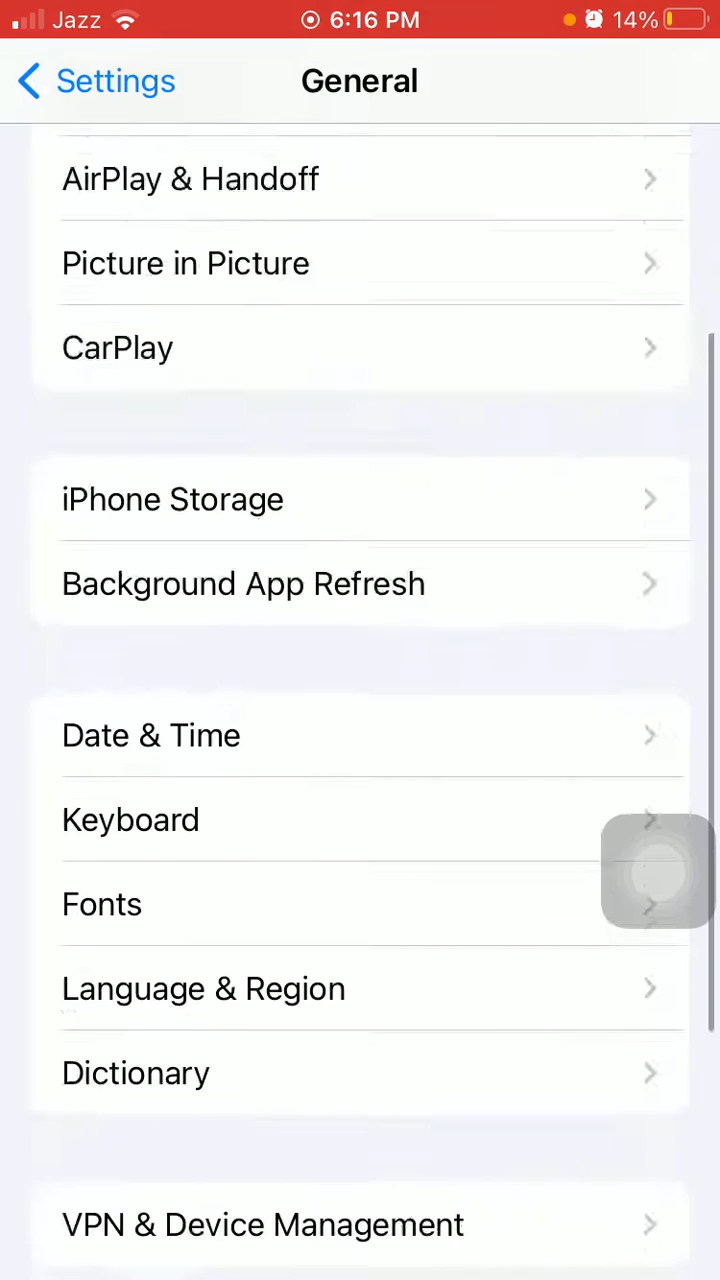 Jazz 6:16 PM 14%
Settings General
AirPlay & Handoff
Picture in Picture
CarPlay
iPhone Storage
Background App Refresh
Date & Time
Keyboard
Fonts
Language & Region
Dictionary
VPN & Device Management